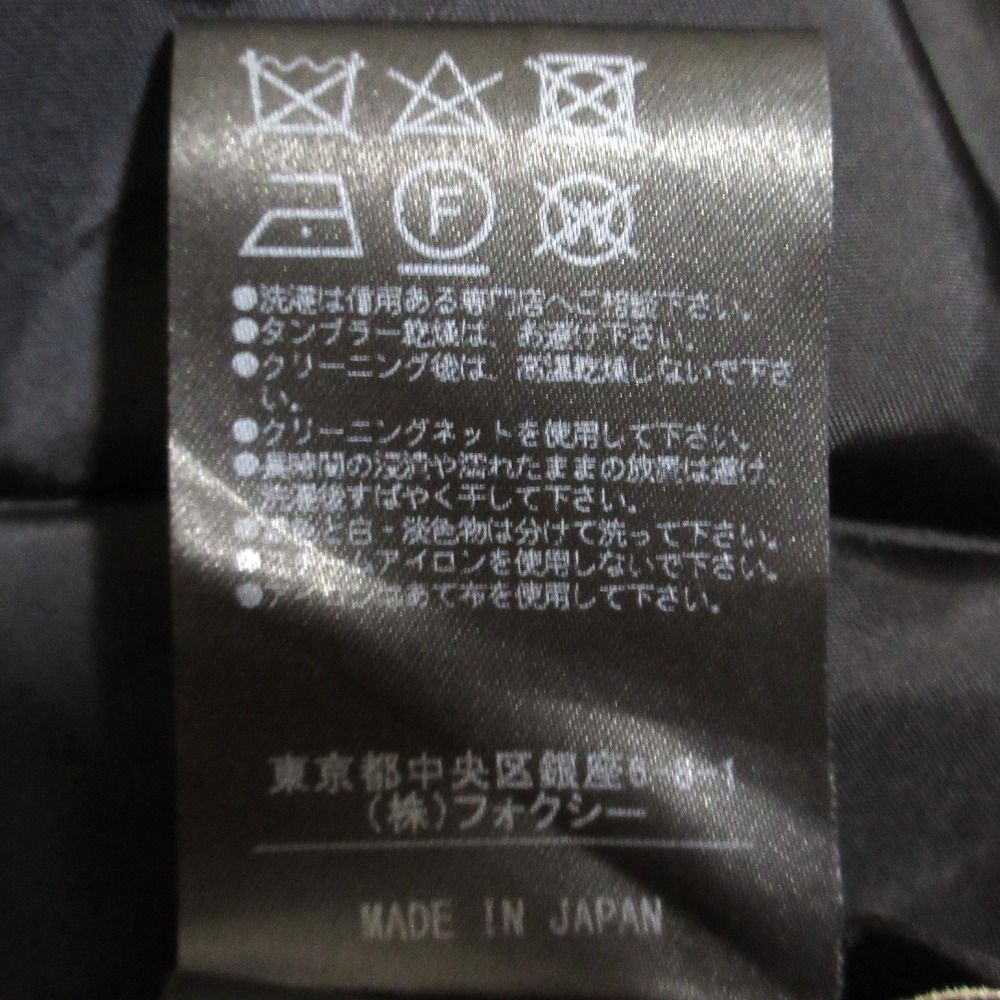 F
W
●洗濯は信用ある専門店へご相談下さい。
●タンブラー乾燥は、お避け下さい。
●クリーニング後は、高温乾燥しないで下さ
い。
●クリーニングネットを使用して下さい。
●長時間の浸漬や濡れたままの放置は避け、
洗濯後すばやく干して下さい。
●と白・淡色物は分けて洗って下さい。
●アイロンを使用しないで下さい。
●あて布を使用して下さい。
東京都中央区銀座
(株)フォクシー
MADE IN JAPAN